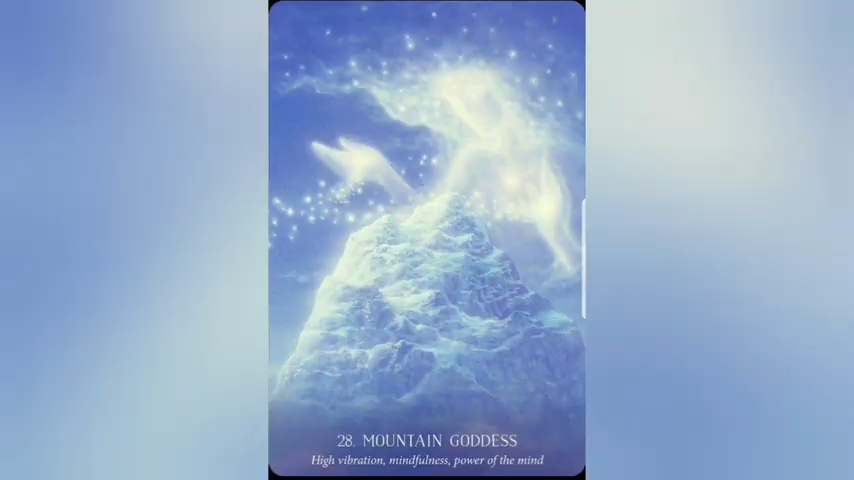 28. MOUNTAIN GODDESS
High vibration, mindfulness, power of the mind